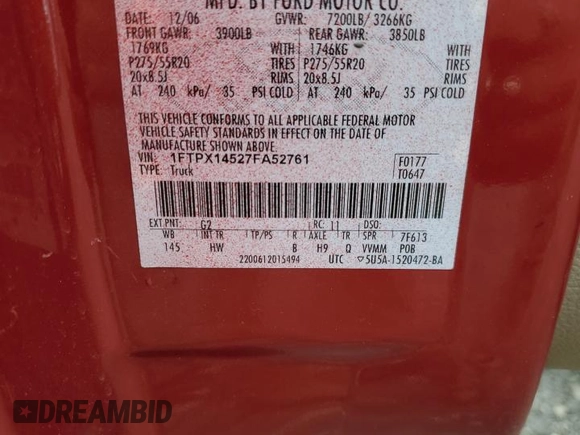 MFD. BY FORD MOTOR CO.
DATE: 12/06 GVWR: 7200LB/ 3266KG
FRONT GAWR: 3900LB REAR GAWR: 3850LB
1769KG WITH 1746KG WITH
P275/55R20 TIRES P275/55R20 TIRES
20x8.5J RIMS 20x8.5J RIMS
AT 240 kPa/ 35 PSI COLD AT 240 kPa/ 35 PSI COLD
THIS VEHICLE CONFORMS TO ALL APPLICABLE FEDERAL MOTOR
VEHICLE SAFETY STANDARDS IN EFFECT ON THE DATE OF
MANUFACTURE SHOWN ABOVE.
VIN: 1FTPX14527FA52761 F0177
TYPE: Truck T0647
EXT PNT: G2 RC: 11 DSO:
WB INT TR TP/PS R AXLE TR SPR 7F613
145 HW B H9 Q VVMM POB
2200612015494 UTC ▽5U5A-1520472-BA
DREAMBID